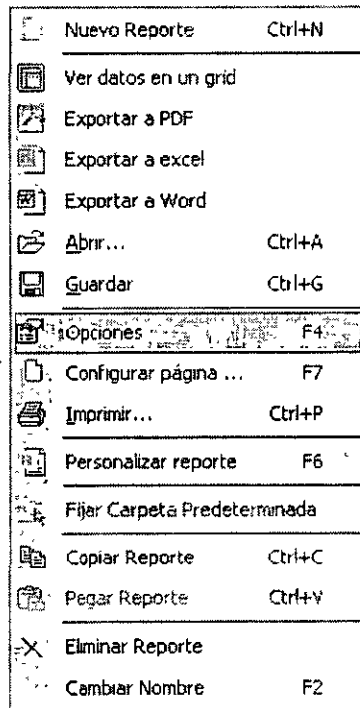 Nuevo Reporte Ctrl+N
Ver datos en un grid
Exportar a PDF
Exportar a excel
Exportar a Word
Abrir... Ctrl+A
Guardar Ctrl+G
Opciones F4
Configurar página ... F7
Imprimir... Ctrl+P
Personalizar reporte F6
Fijar Carpeta Predeterminada
Copiar Reporte Ctrl+C
Pegar Reporte Ctrl+V
Eliminar Reporte
Cambiar Nombre F2